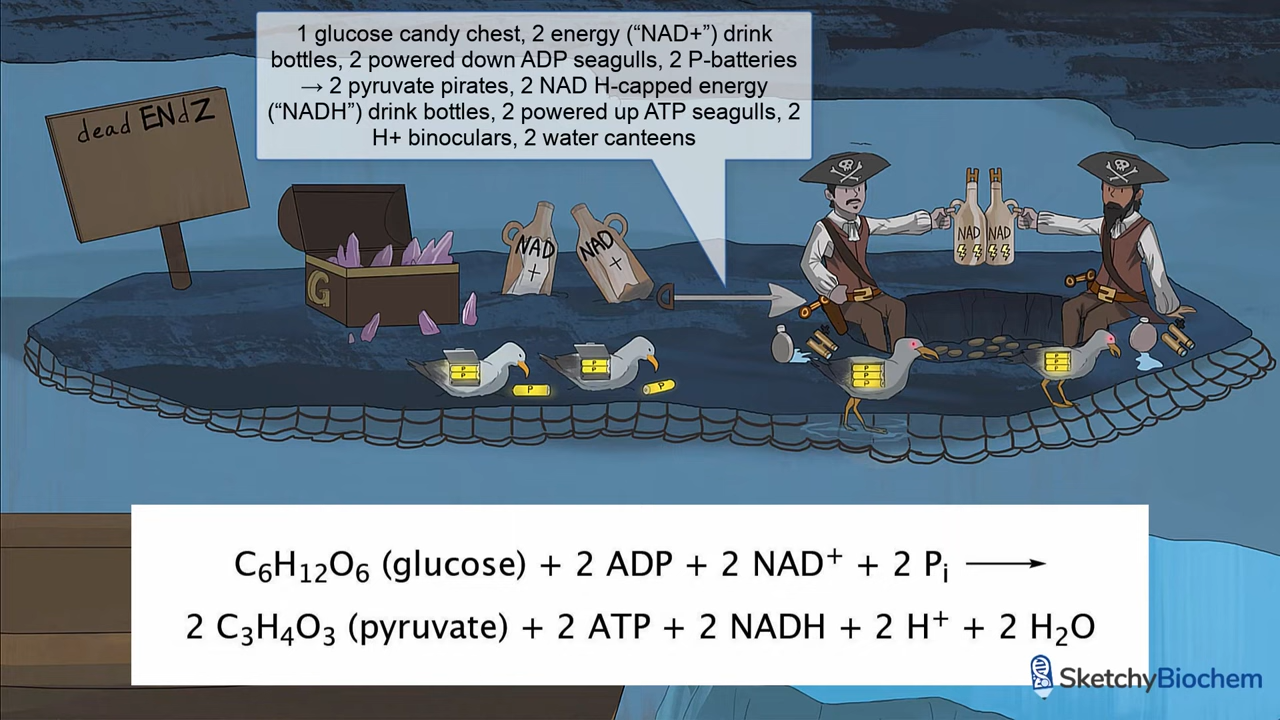 1 glucose candy chest, 2 energy (“NAD+”) drink
bottles, 2 powered down ADP seagulls, 2 P-batteries
→ 2 pyruvate pirates, 2 NAD H-capped energy
(“NADH”) drink bottles, 2 powered up ATP seagulls, 2
H+ binoculars, 2 water canteens
dead ENdZ
G
NAD
+
NAD
+
H H
NAD NAD
P
P
P
P
P
P
P
P
P
P
P
P
C₆H₁₂O₆ (glucose) + 2 ADP + 2 NAD⁺ + 2 Pᵢ ⟶
2 C₃H₄O₃ (pyruvate) + 2 ATP + 2 NADH + 2 H⁺ + 2 H₂O
SketchyBiochem